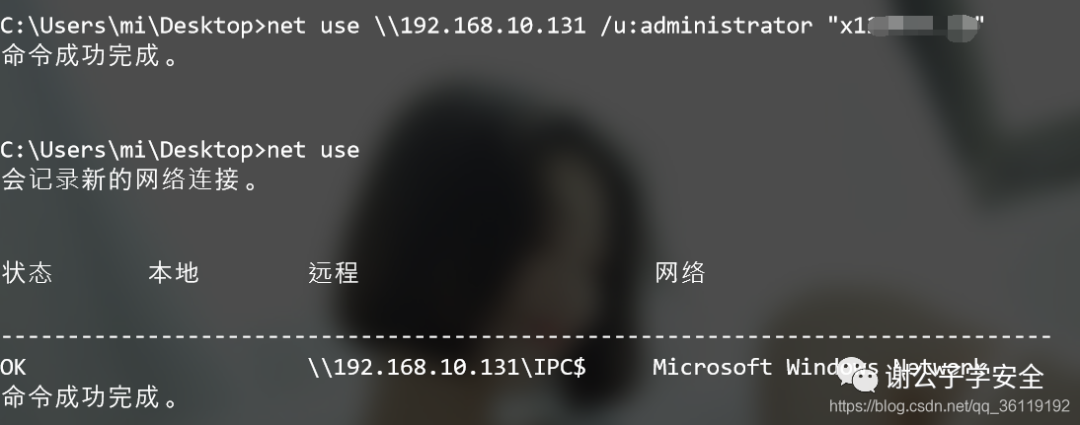 C:\Users\mi\Desktop>net use \\192.168.10.131 /u:administrator "x1
命令成功完成。
C:\Users\mi\Desktop>net use
会记录新的网络连接。
状态 本地 远程 网络
-------------------------------------------------------------------------------
OK \\192.168.10.131\IPC$ Microsoft Windows Network
命令成功完成。
谢公子学安全
https://blog.csdn.net/qq_36119192